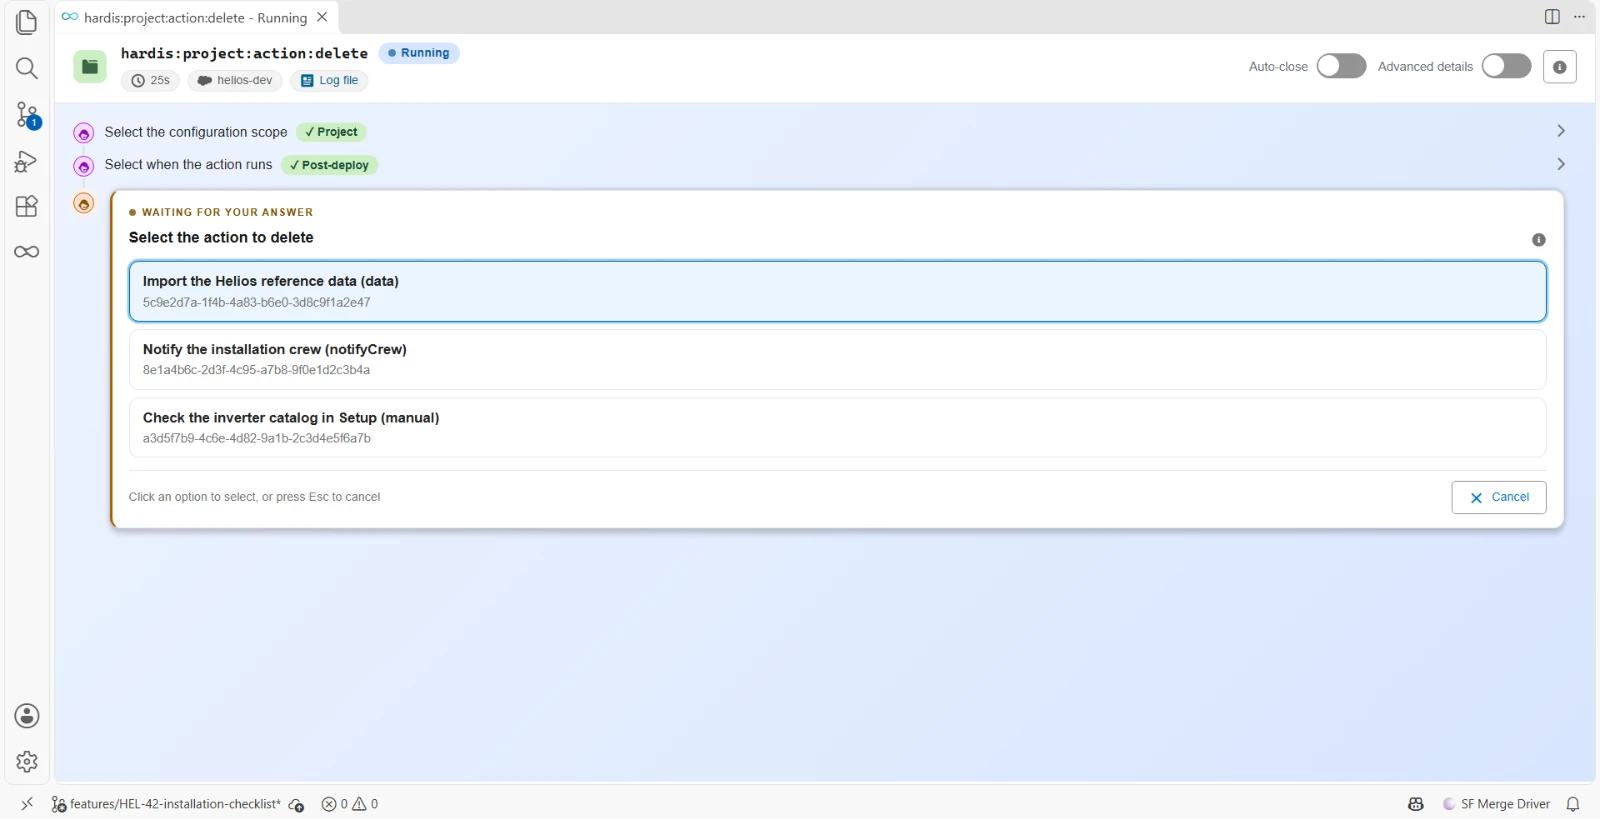 hardis:project:action:delete - Running
hardis:project:action:delete
Running
25s
helios-dev
Log file
Auto-close
Advanced details
1
Select the configuration scope
✓ Project
Select when the action runs
✓ Post-deploy
WAITING FOR YOUR ANSWER
Select the action to delete
Import the Helios reference data (data)
5c9e2d7a-1f4b-4a83-b6e0-3d8c9f1a2e47
Notify the installation crew (notifyCrew)
8e1a4b6c-2d3f-4c95-a7b8-9f0e1d2c3b4a
Check the inverter catalog in Setup (manual)
a3d5f7b9-4c6e-4d82-9a1b-2c3d4e5f6a7b
Click an option to select, or press Esc to cancel
Cancel
features/HEL-42-installation-checklist*
0
0
SF Merge Driver